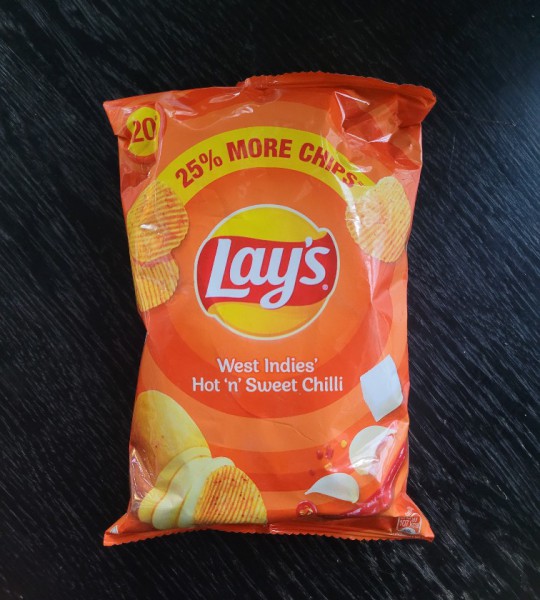 20
25% MORE CHIPS
Lay's
West Indies'
Hot 'n' Sweet Chilli